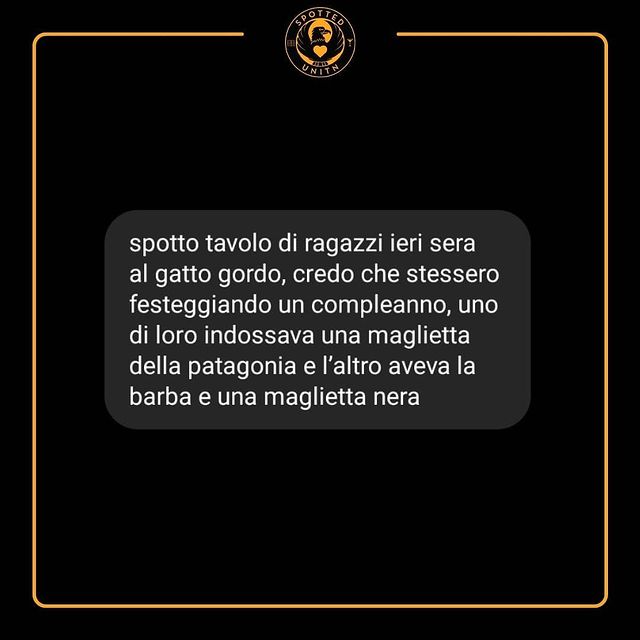 SPOTTED
UNITN
spotto tavolo di ragazzi ieri sera
al gatto gordo, credo che stessero
festeggiando un compleanno, uno
di loro indossava una maglietta
della patagonia e l’altro aveva la
barba e una maglietta nera